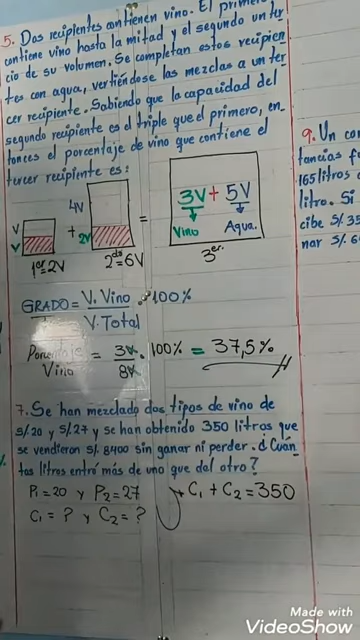 5. Dos recipientes contienen vino. El primero
contiene vino hasta la mitad y el segundo un ter
cio de su volumen. Se completan estos recipien
tes con agua, vertiéndose las mezclas a un ter
cer recipiente. Sabiendo que la capacidad del
segundo recipiente es el triple que el primero, en-
tonces el porcentaje de vino que contiene el
tercer recipiente es:
4V
V
V
+
2V
=
3V + 5V
Vino
Agua.
1er=2V
2do=6V
3er.
GRADO = V. Vino . 100%
V. Total
Porcentaje = 3V . 100% = 37,5%
Vino
8V
7. Se han mezclado dos tipos de vino de
S/.20 y S/.27 y se han obtenido 350 litros que
se vendieron S/. 8400 sin ganar ni perder. ¿Cuán-
tos litros entró más de uno que del otro?
P1=20 y P2=27
C1 + C2 = 350
C1=? y C2=?
9. Un co
tancias
165 litros
litro. Si
cibe S/.35
nar S/. 6
Made with
VideoShow